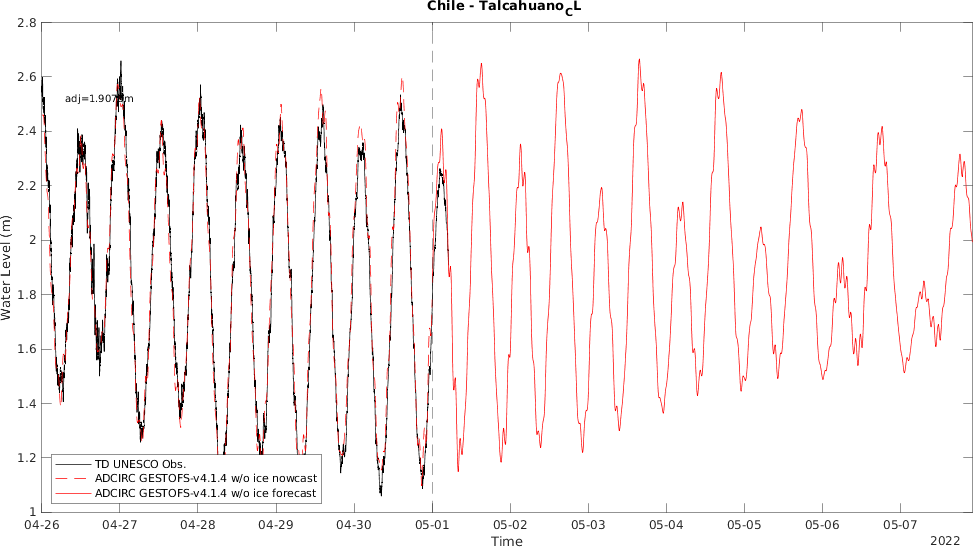 Chile - Talcahuano_CL
2.8
2.6
2.4
2.2
2
1.8
1.6
1.4
1.2
1
Water Level (m)
TD UNESCO Obs.
ADCIRC GESTOFS-v4.1.4 w/o ice nowcast
ADCIRC GESTOFS-v4.1.4 w/o ice forecast
04-26 04-27 04-28 04-29 04-30 05-01 05-02 05-03 05-04 05-05 05-06 05-07
Time
2022